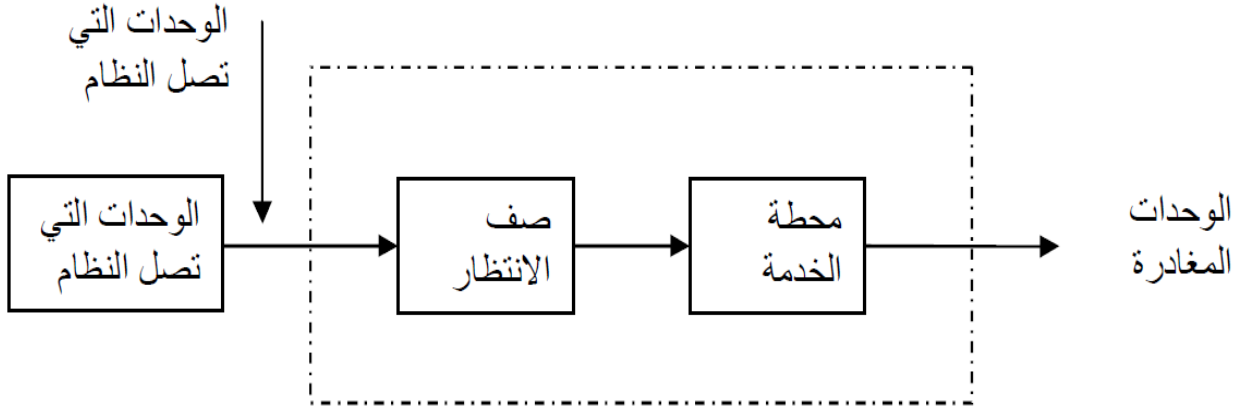 الوحدات التي
تصل النظام
الوحدات التي
تصل النظام
صف
الانتظار
محطة
الخدمة
الوحدات
المغادرة